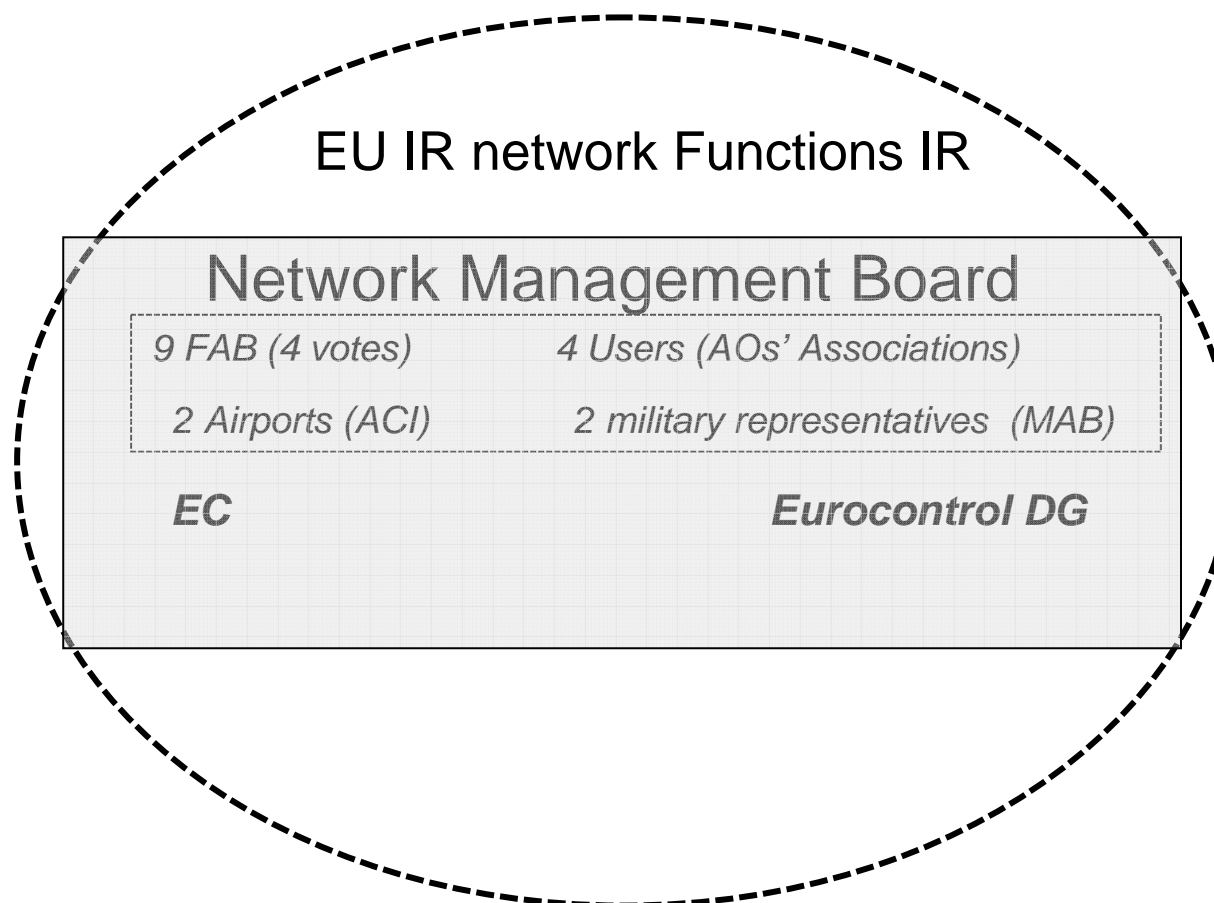 EU IR network Functions IR
Network Management Board
9 FAB (4 votes) 4 Users (AOs’ Associations)
2 Airports (ACI) 2 military representatives (MAB)
EC Eurocontrol DG